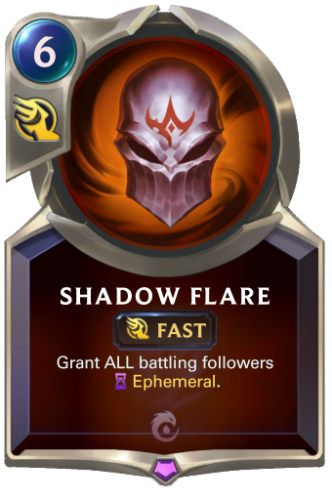 6
SHADOW FLARE
FAST
Grant ALL battling followers
Ephemeral.